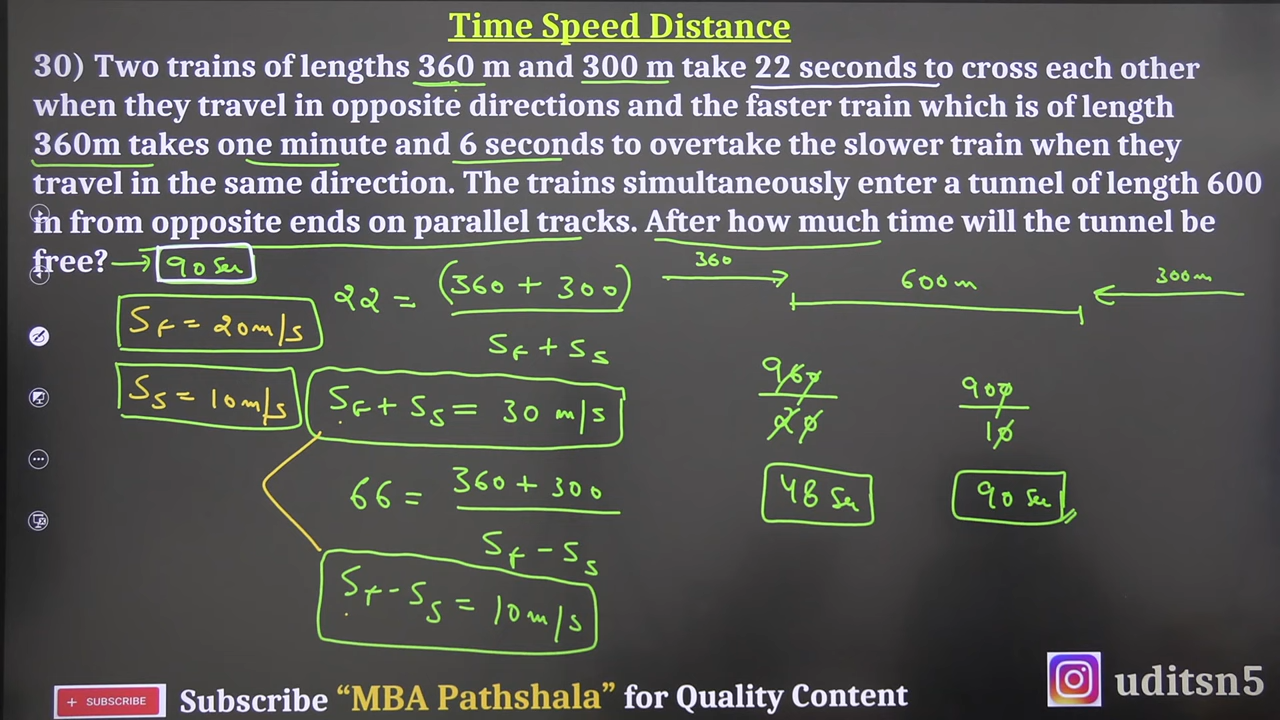 Time Speed Distance
30) Two trains of lengths 360 m and 300 m take 22 seconds to cross each other
when they travel in opposite directions and the faster train which is of length
360m takes one minute and 6 seconds to overtake the slower train when they
travel in the same direction. The trains simultaneously enter a tunnel of length 600
m from opposite ends on parallel tracks. After how much time will the tunnel be
free? → 90 Sec
22 = (360 + 300)
SF + SS
360
600m
300m
SF = 20m/s
SS = 10m/s
SF + SS = 30 m/s
960
20
900
10
66 = 360 + 300
SF - SS
48 Sec
90 Sec
SF - SS = 10m/s
+ SUBSCRIBE
Subscribe “MBA Pathshala” for Quality Content
uditsn5